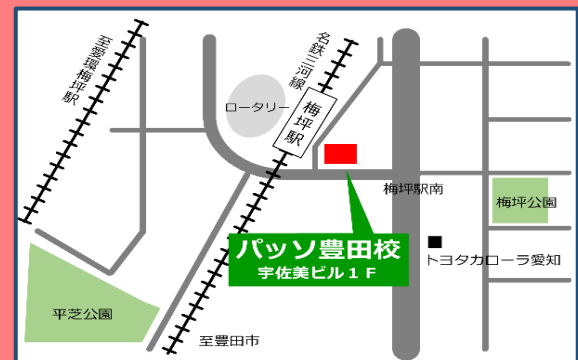 至愛環梅坪駅
名鉄三河線
ロータリー
梅坪駅
梅坪駅南
梅坪公園
パッソ豊田校
宇佐美ビル１Ｆ
トヨタカローラ愛知
平芝公園
至豊田市